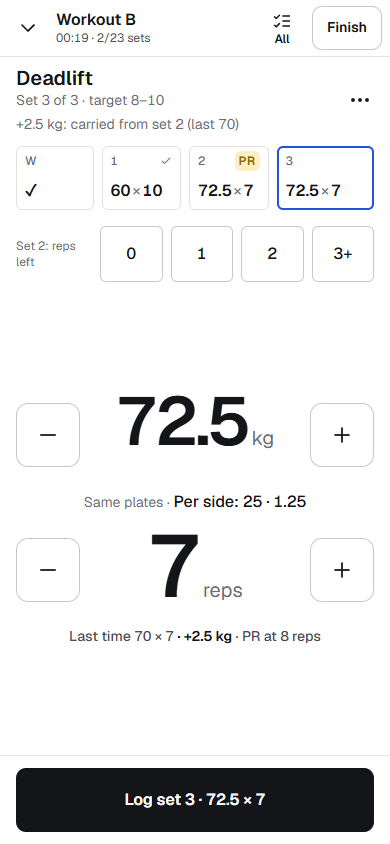 Workout B
00:19 · 2/23 sets
All
Finish
Deadlift
Set 3 of 3 · target 8–10
+2.5 kg: carried from set 2 (last 70)
W
✓
1 ✓
60×10
2 PR
72.5×7
3
72.5×7
Set 2: reps left
0
1
2
3+
72.5 kg
Same plates · Per side: 25 · 1.25
7 reps
Last time 70 × 7 · +2.5 kg · PR at 8 reps
Log set 3 · 72.5 × 7